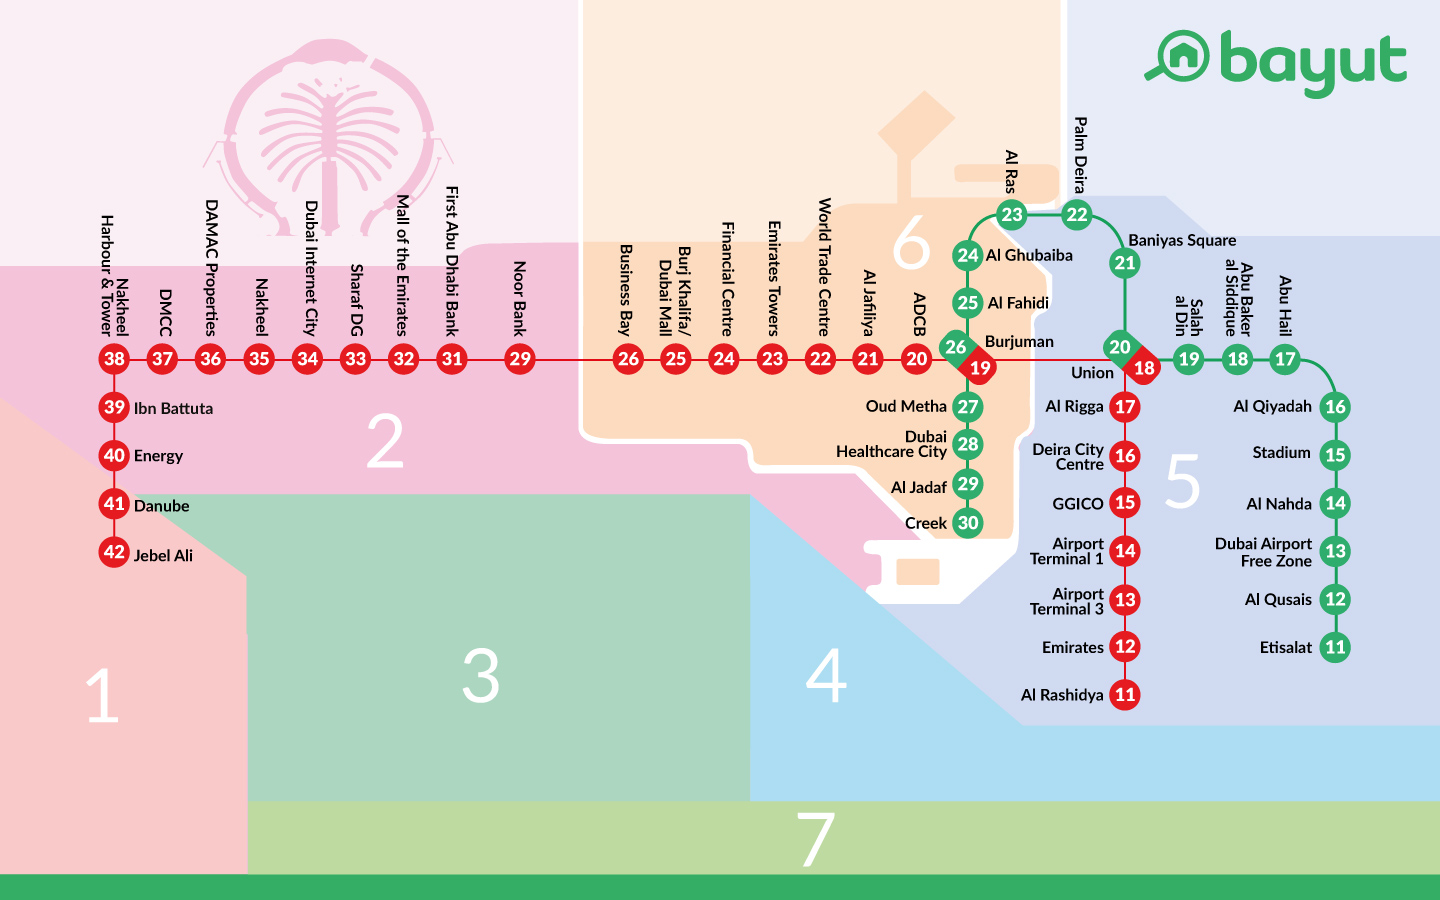 bayut
Harbour & Tower
Nakheel
DMCC
DAMAC Properties
Nakheel
Dubai Internet City
Sharaf DG
Mall of the Emirates
First Abu Dhabi Bank
Noor Bank
Business Bay
Burj Khalifa/
Dubai Mall
Financial Centre
Emirates Towers
World Trade Centre
Al Jafiliya
ADCB
Al Ras
Palm Deira
23
22
6
24 Al Ghubaiba
Baniyas Square
21
25 Al Fahidi
Salah
al Din
Abu Baker
al Siddique
Abu Hail
38
37
36
35
34
33
32
31
29
26
25
24
23
22
21
20
26
19
Burjuman
20
18
Union
19
18
17
39 Ibn Battuta
40 Energy
41 Danube
42 Jebel Ali
2
Oud Metha 27
Dubai
Healthcare City 28
Al Jadaf 29
Creek 30
Al Rigga 17
Deira City
Centre 16
GGICO 15
Airport
Terminal 1 14
Airport
Terminal 3 13
Emirates 12
Al Rashidya 11
5
Al Qiyadah 16
Stadium 15
Al Nahda 14
Dubai Airport
Free Zone 13
Al Qusais 12
Etisalat 11
1
3
4
7